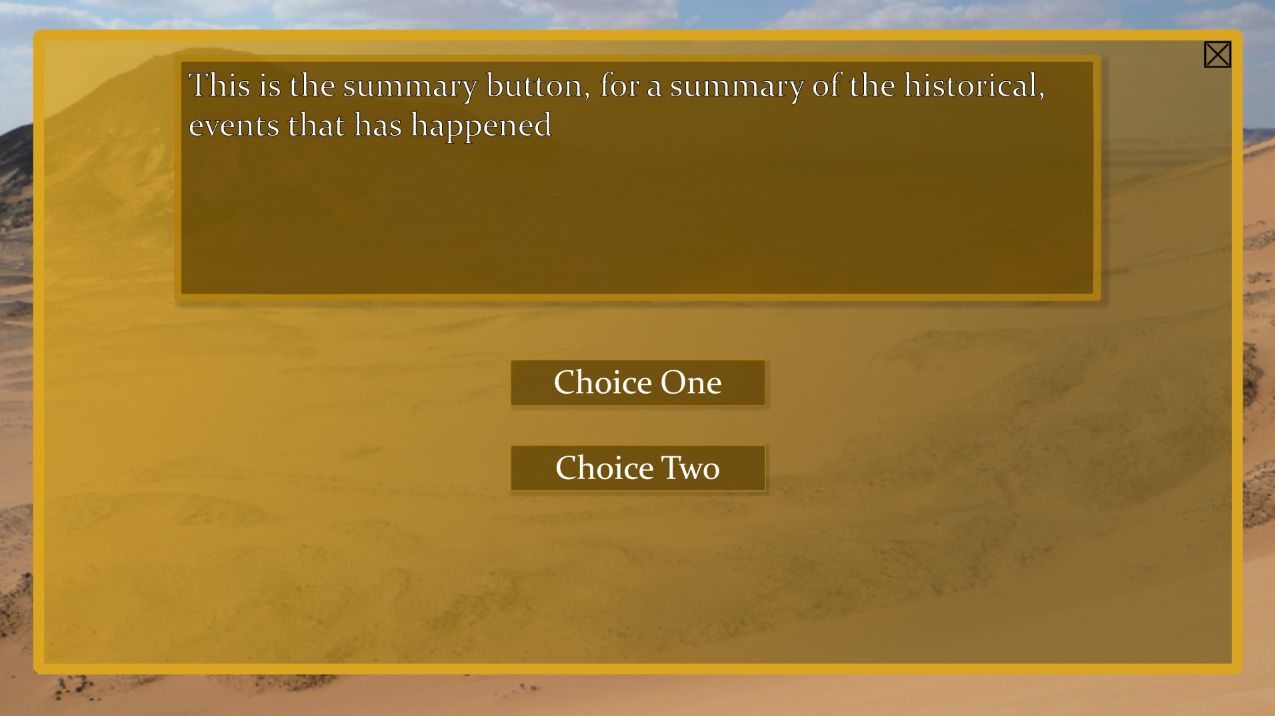 This is the summary button, for a summary of the historical,
events that has happened
Choice One
Choice Two